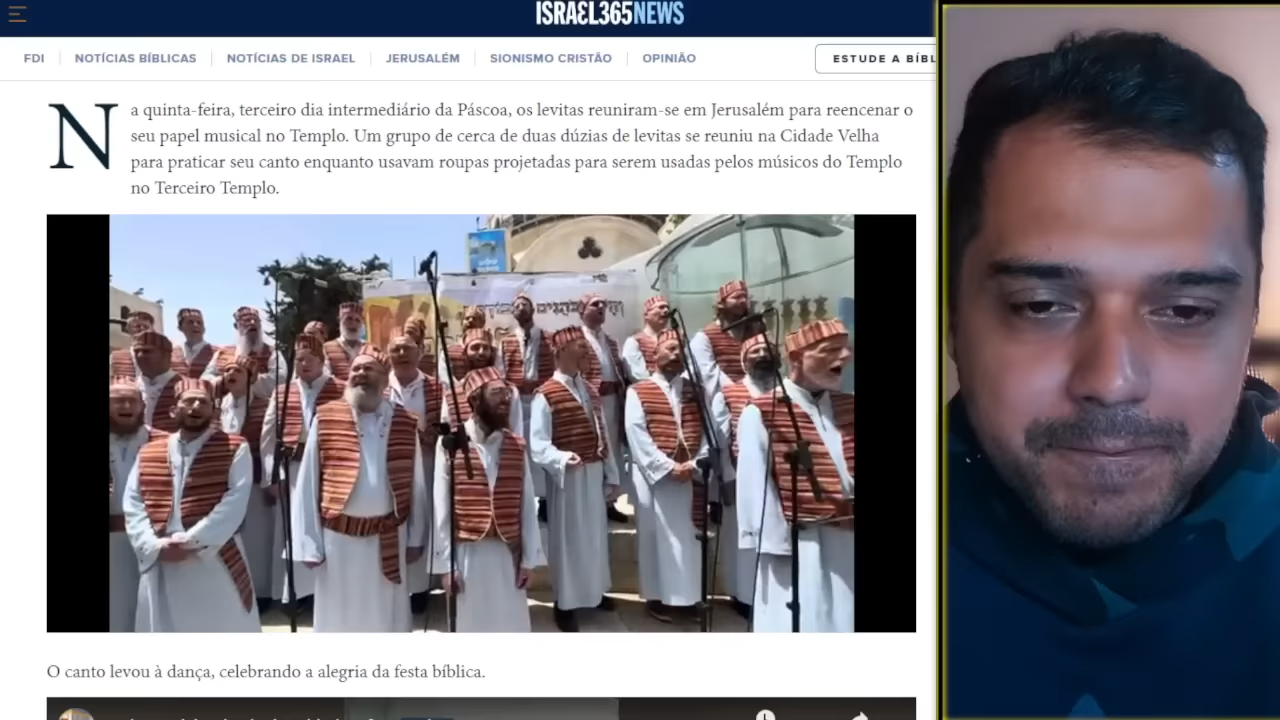 ISRAEL365NEWS
FDI
NOTÍCIAS BÍBLICAS
NOTÍCIAS DE ISRAEL
JERUSALÉM
SIONISMO CRISTÃO
OPINIÃO
ESTUDE A
Na quinta-feira, terceiro dia intermediário da Páscoa, os levitas reuniram-se em Jerusalém para reencenar o
seu papel musical no Templo. Um grupo de cerca de duas dúzias de levitas se reuniu na Cidade Velha
para praticar seu canto enquanto usavam roupas projetadas para serem usadas pelos músicos do Templo
no Terceiro Templo.
O canto levou à dança, celebrando a alegria da festa bíblica.